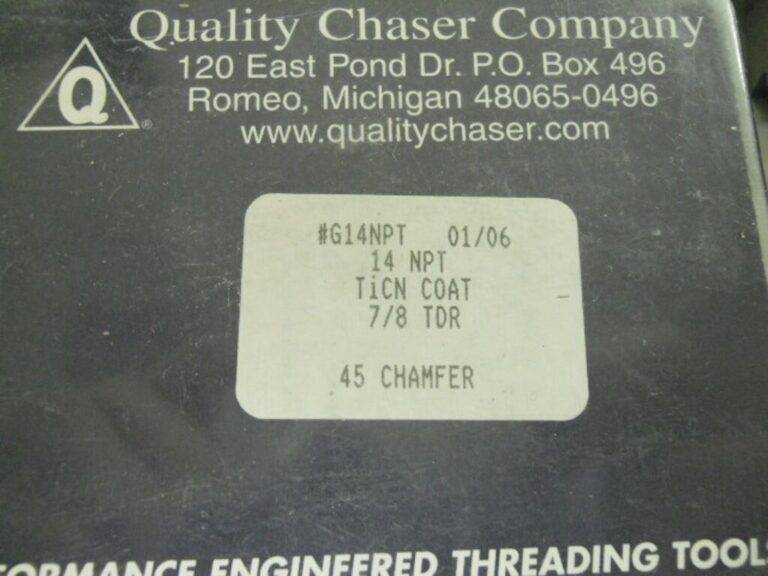 Quality Chaser Company
120 East Pond Dr. P.O. Box 496
Romeo, Michigan 48065-0496
www.qualitychaser.com
Q®
#G14NPT 01/06
14 NPT
TiCN COAT
7/8 TDR
45 CHAMFER
ENGINEERED THREADING